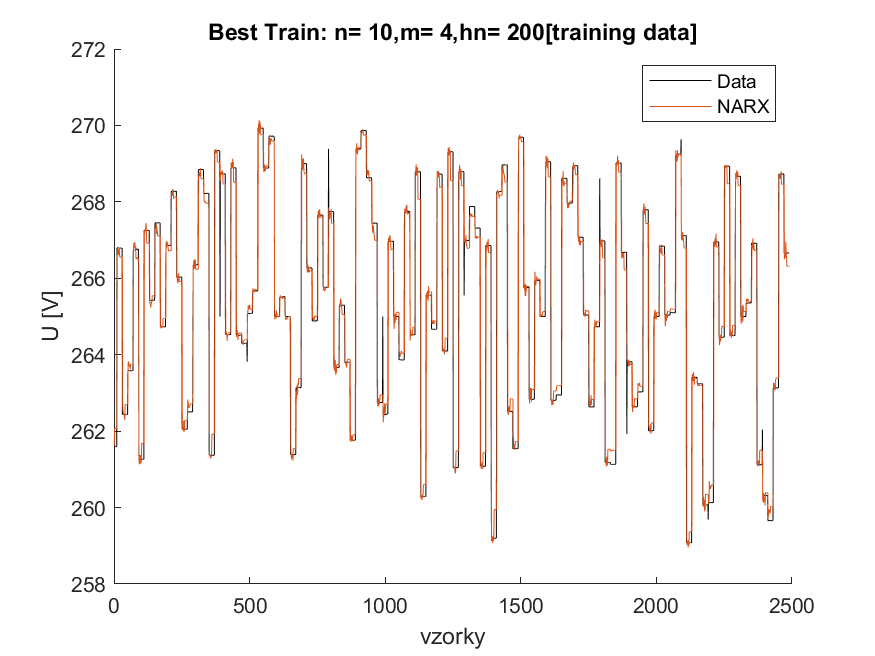 Best Train: n= 10,m= 4,hn= 200[training data]
272
270
268
266
264
262
260
258
U [V]
Data
NARX
0
500
1000
1500
2000
2500
vzorky